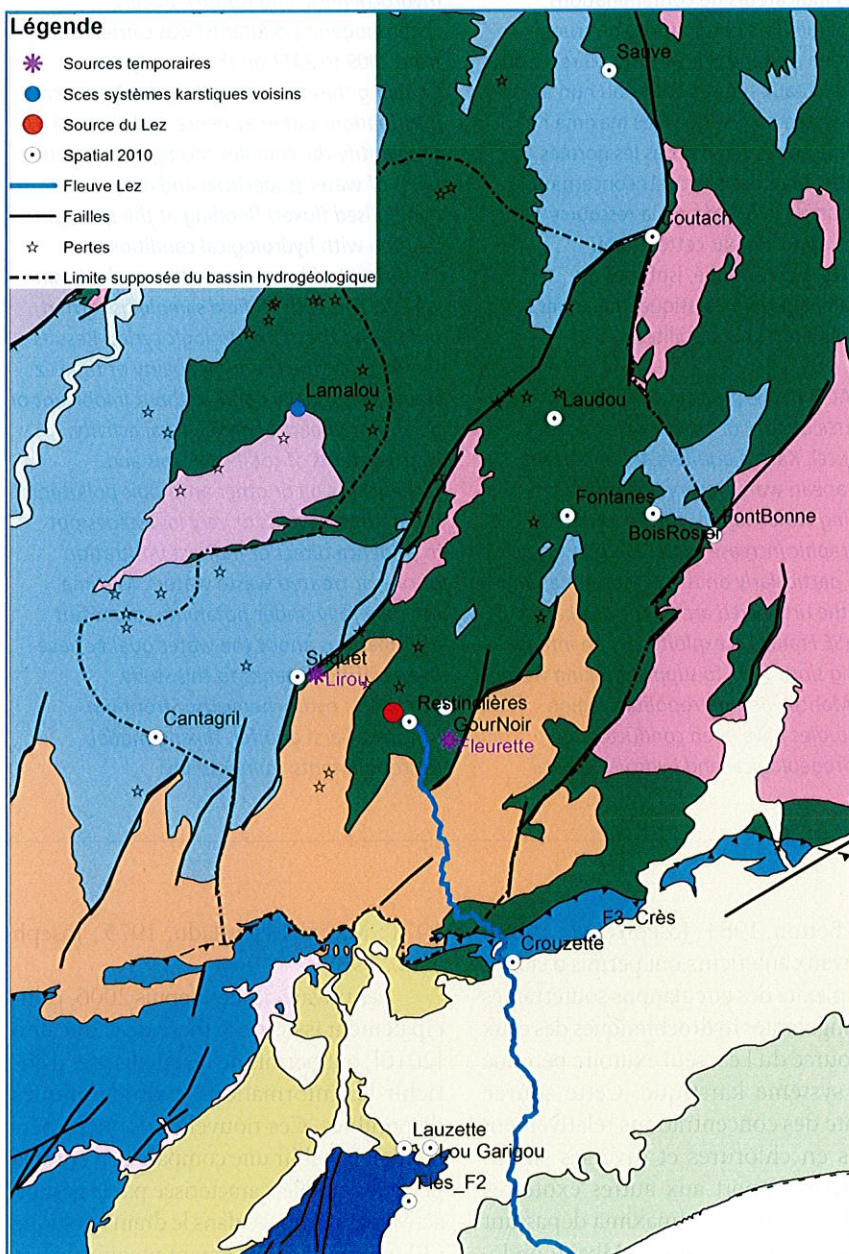 Légende
Sources temporaires
Sces systèmes karstiques voisins
Source du Lez
Spatial 2010
Fleuve Lez
Failles
Pertes
Limite supposée du bassin hydrogéologique
Sauve
Coutach
Lamalou
Laudou
Fontanes
BoisRosier
FontBonne
Suquet
Lirou
Restinclières
Cantagril
GourNoir
Fleurette
F3_Crès
Crouzette
Lauzette
Lou Garigou
Fles_F2